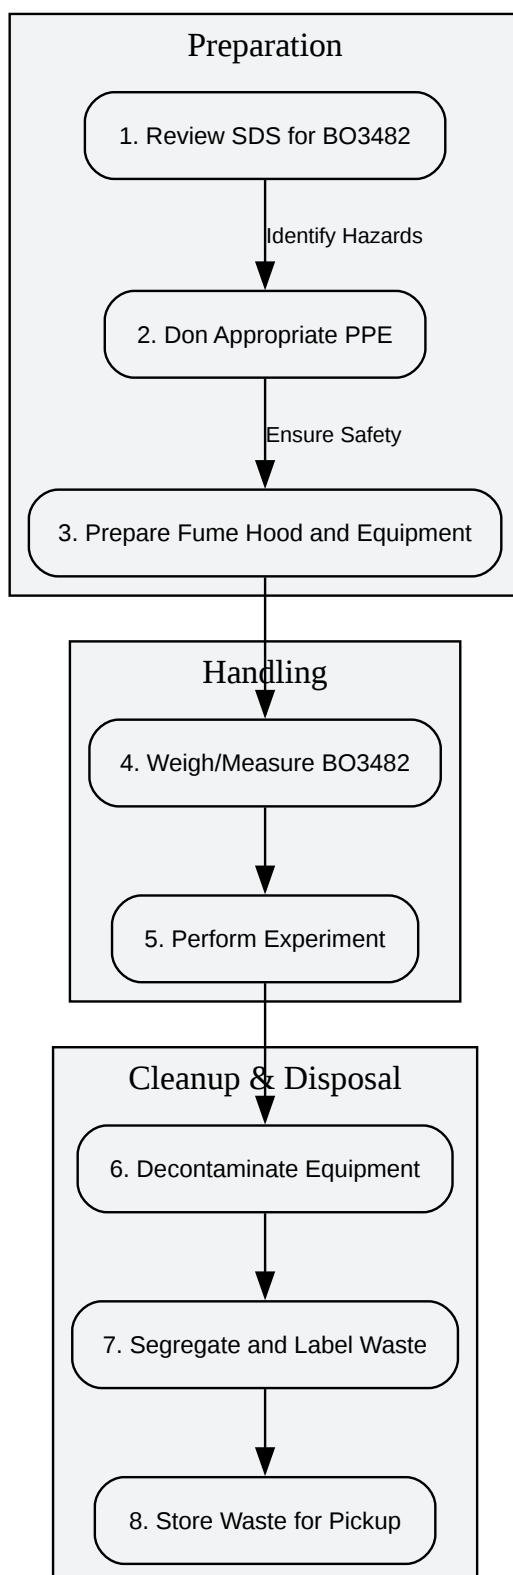 Preparation
1. Review SDS for BO3482
Identify Hazards
2. Don Appropriate PPE
Ensure Safety
3. Prepare Fume Hood and Equipment
Handling
4. Weigh/Measure BO3482
5. Perform Experiment
Cleanup & Disposal
6. Decontaminate Equipment
7. Segregate and Label Waste
8. Store Waste for Pickup